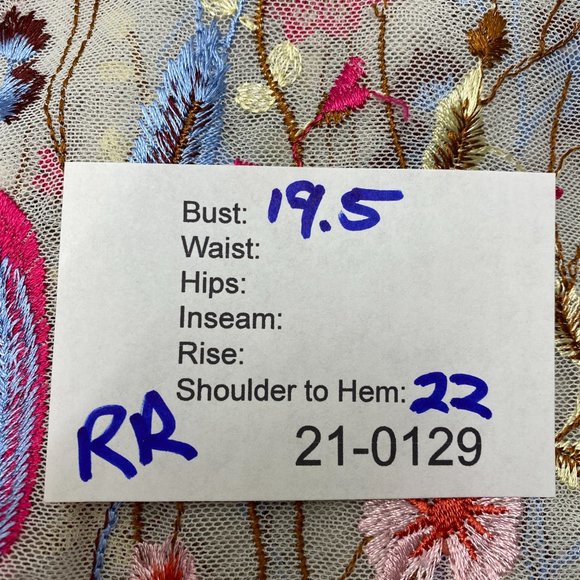 Bust: 19.5
Waist:
Hips:
Inseam:
Rise:
Shoulder to Hem: 22
RR 21-0129